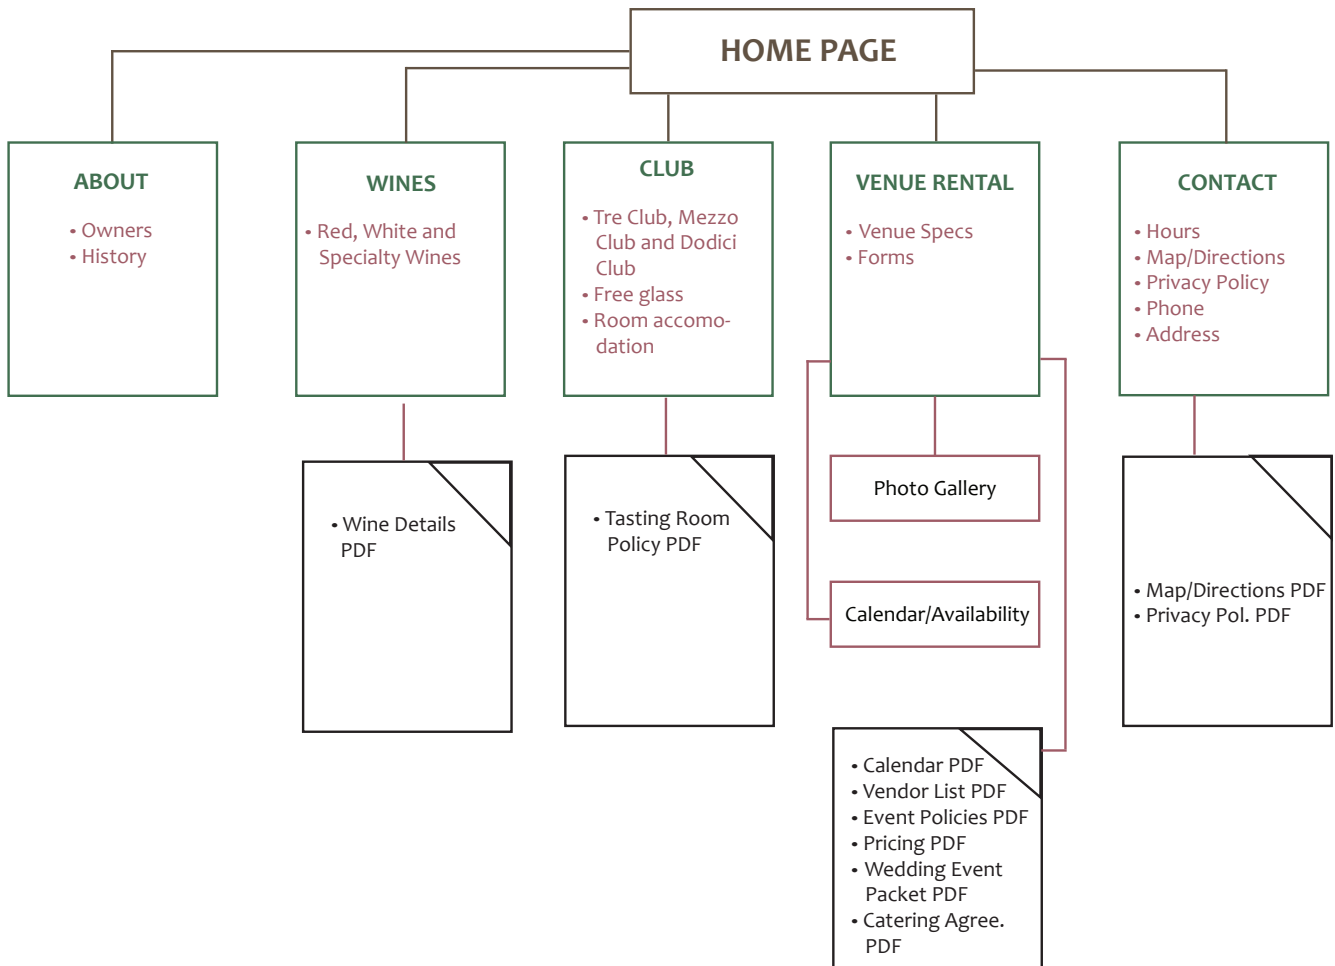 HOME PAGE
ABOUT
• Owners
• History
WINES
• Red, White and
Specialty Wines
CLUB
• Tre Club, Mezzo
Club and Dodici
Club
• Free glass
• Room accomo-
dation
VENUE RENTAL
• Venue Specs
• Forms
CONTACT
• Hours
• Map/Directions
• Privacy Policy
• Phone
• Address
• Wine Details
PDF
• Tasting Room
Policy PDF
Photo Gallery
Calendar/Availability
• Calendar PDF
• Vendor List PDF
• Event Policies PDF
• Pricing PDF
• Wedding Event
Packet PDF
• Catering Agree.
PDF
• Map/Directions PDF
• Privacy Pol. PDF